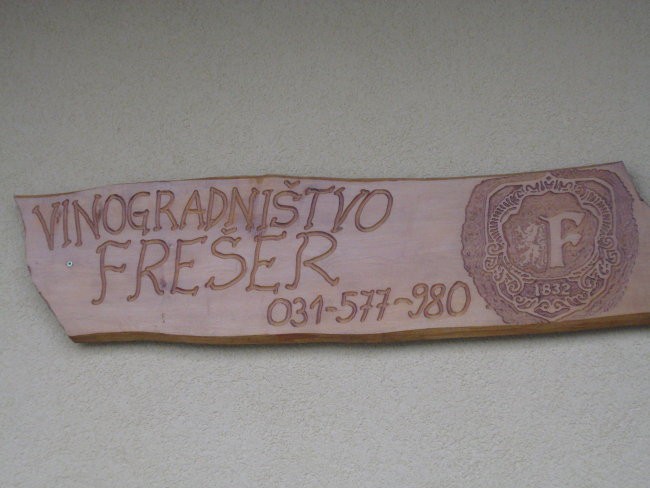 VINOGRADNIŠTVO
FREŠER
031-577-980
F
1832